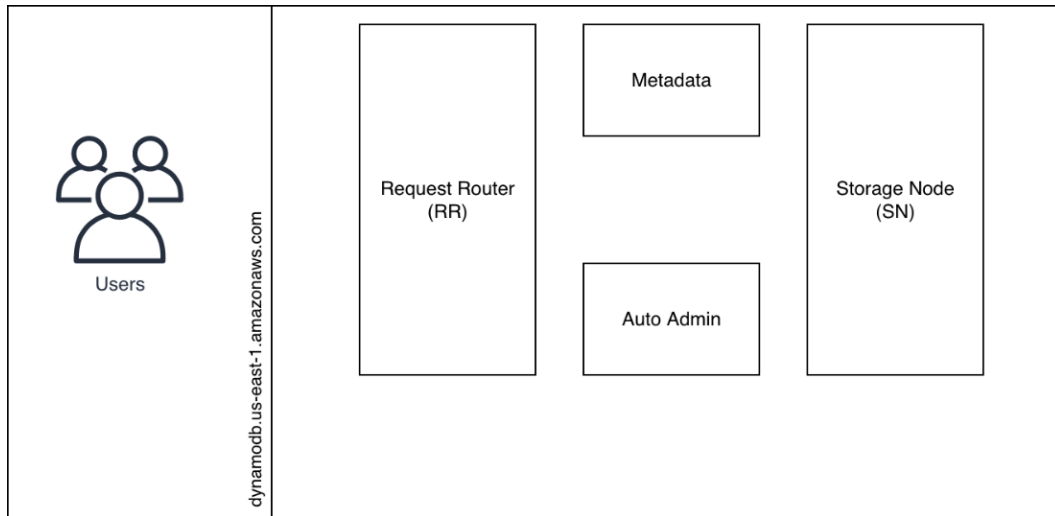 Users
dynamodb.us-east-1.amazonaws.com
Request Router
(RR)
Metadata
Auto Admin
Storage Node
(SN)